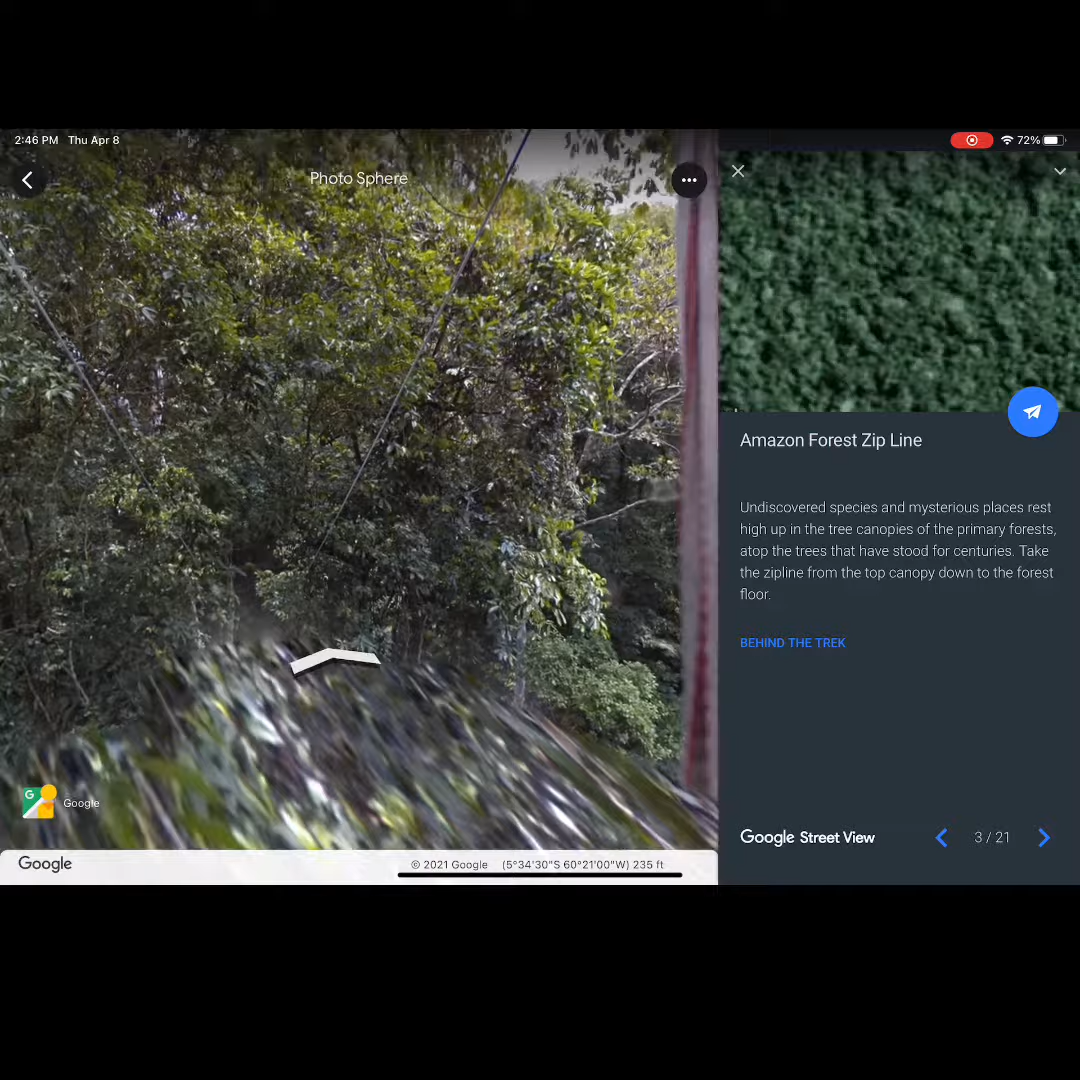 2:46 PM Thu Apr 8
72%
Photo Sphere
Amazon Forest Zip Line
Undiscovered species and mysterious places rest
high up in the tree canopies of the primary forests,
atop the trees that have stood for centuries. Take
the zipline from the top canopy down to the forest
floor.
BEHIND THE TREK
G
Google
Google Street View
3 / 21
Google
© 2021 Google (5°34'30"S 60°21'00"W) 235 ft